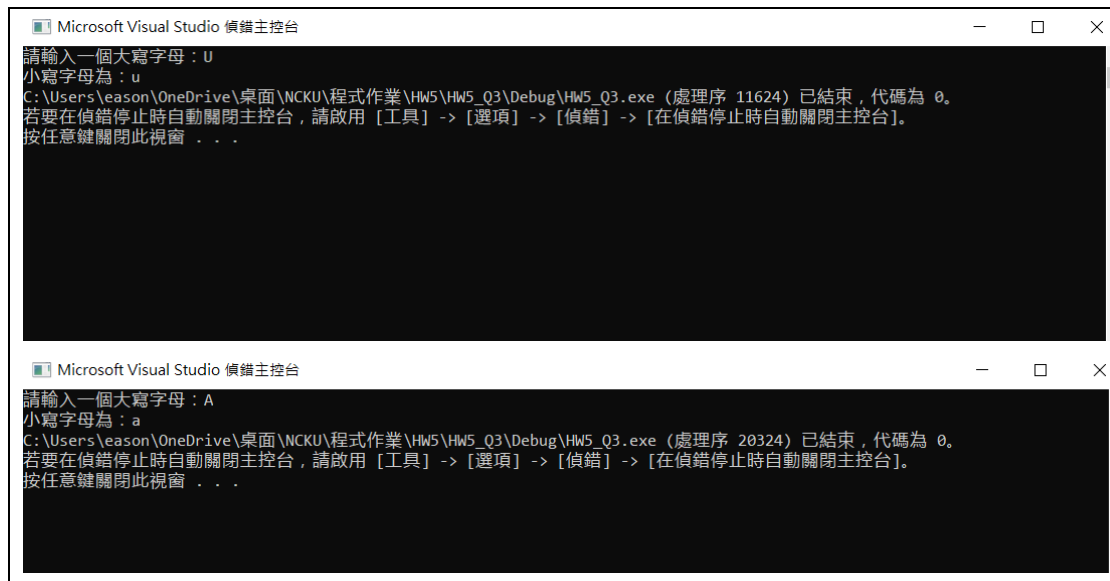 Microsoft Visual Studio 偵錯主控台
請輸入一個大寫字母：U
小寫字母為：u
C:\Users\eason\OneDrive\桌面\NCKU\程式作業\HW5\HW5_Q3\Debug\HW5_Q3.exe (處理序 11624) 已結束，代碼為 0。
若要在偵錯停止時自動關閉主控台，請啟用 [工具] -> [選項] -> [偵錯] -> [在偵錯停止時自動關閉主控台]。
按任意鍵關閉此視窗 . . .
Microsoft Visual Studio 偵錯主控台
請輸入一個大寫字母：A
小寫字母為：a
C:\Users\eason\OneDrive\桌面\NCKU\程式作業\HW5\HW5_Q3\Debug\HW5_Q3.exe (處理序 20324) 已結束，代碼為 0。
若要在偵錯停止時自動關閉主控台，請啟用 [工具] -> [選項] -> [偵錯] -> [在偵錯停止時自動關閉主控台]。
按任意鍵關閉此視窗 . . .